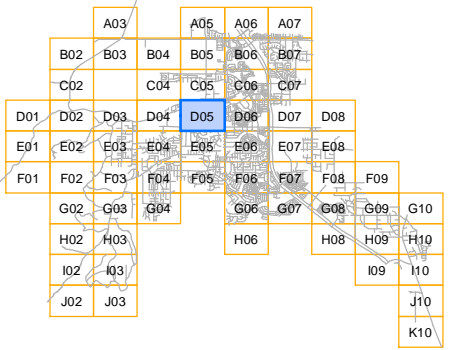 A03 A05 A06 A07
B02 B03 B04 B05 B06 B07
C02 C04 C05 C06 C07
D01 D02 D03 D04 D05 D06 D07 D08
E01 E02 E03 E04 E05 E06 E07 E08
F01 F02 F03 F04 F05 F06 F07 F08 F09
G02 G03 G04 G06 G07 G08 G09 G10
H02 H03 H06 H08 H09 H10
I02 I03 I09 I10
J02 J03 J10
K10